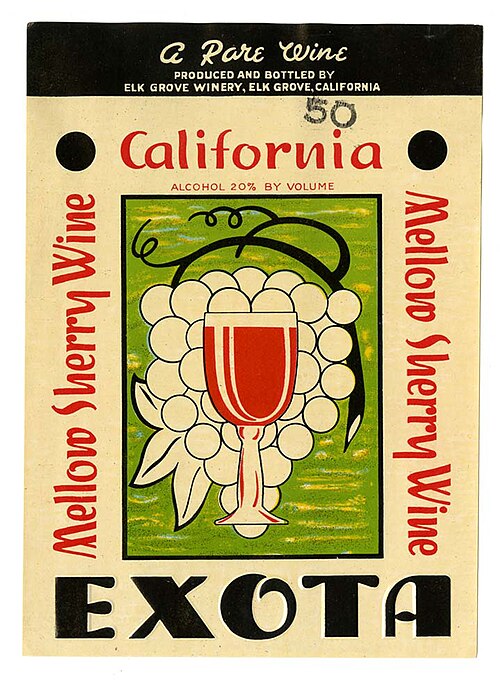 A Rare Wine
PRODUCED AND BOTTLED BY
ELK GROVE WINERY, ELK GROVE, CALIFORNIA
50
California
ALCOHOL 20% BY VOLUME
Mellow Sherry Wine
Mellow Sherry Wine
EXOTA